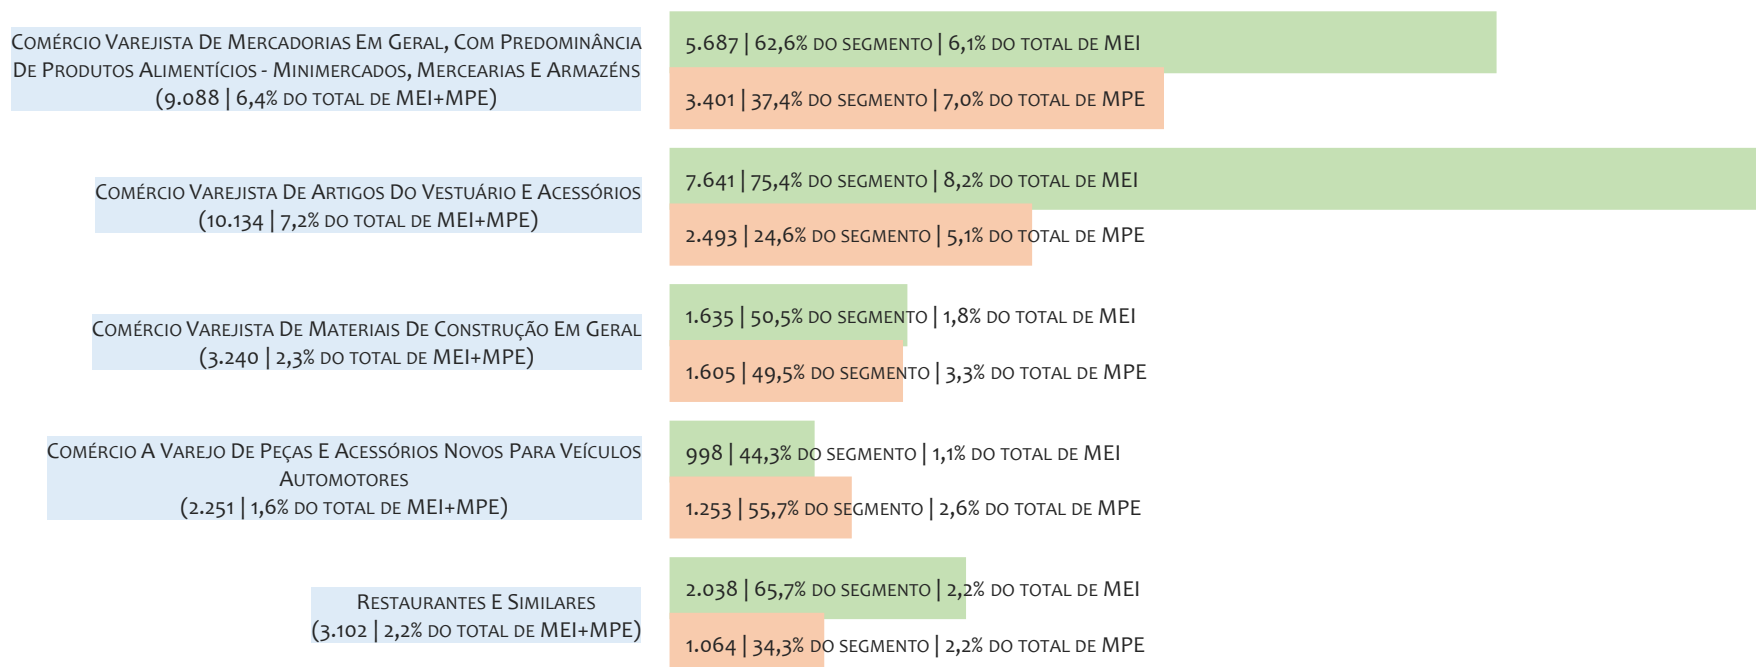 Comércio Varejista De Mercadorias Em Geral, Com Predominância
De Produtos Alimentícios - Minimercados, Mercearias E Armazéns
(9.088 | 6,4% do total de MEI+MPE)
5.687 | 62,6% do segmento | 6,1% do total de MEI
3.401 | 37,4% do segmento | 7,0% do total de MPE
Comércio Varejista De Artigos Do Vestuário E Acessórios
(10.134 | 7,2% do total de MEI+MPE)
7.641 | 75,4% do segmento | 8,2% do total de MEI
2.493 | 24,6% do segmento | 5,1% do total de MPE
Comércio Varejista De Materiais De Construção Em Geral
(3.240 | 2,3% do total de MEI+MPE)
1.635 | 50,5% do segmento | 1,8% do total de MEI
1.605 | 49,5% do segmento | 3,3% do total de MPE
Comércio A Varejo De Peças E Acessórios Novos Para Veículos
Automotores
(2.251 | 1,6% do total de MEI+MPE)
998 | 44,3% do segmento | 1,1% do total de MEI
1.253 | 55,7% do segmento | 2,6% do total de MPE
Restaurantes E Similares
(3.102 | 2,2% do total de MEI+MPE)
2.038 | 65,7% do segmento | 2,2% do total de MEI
1.064 | 34,3% do segmento | 2,2% do total de MPE